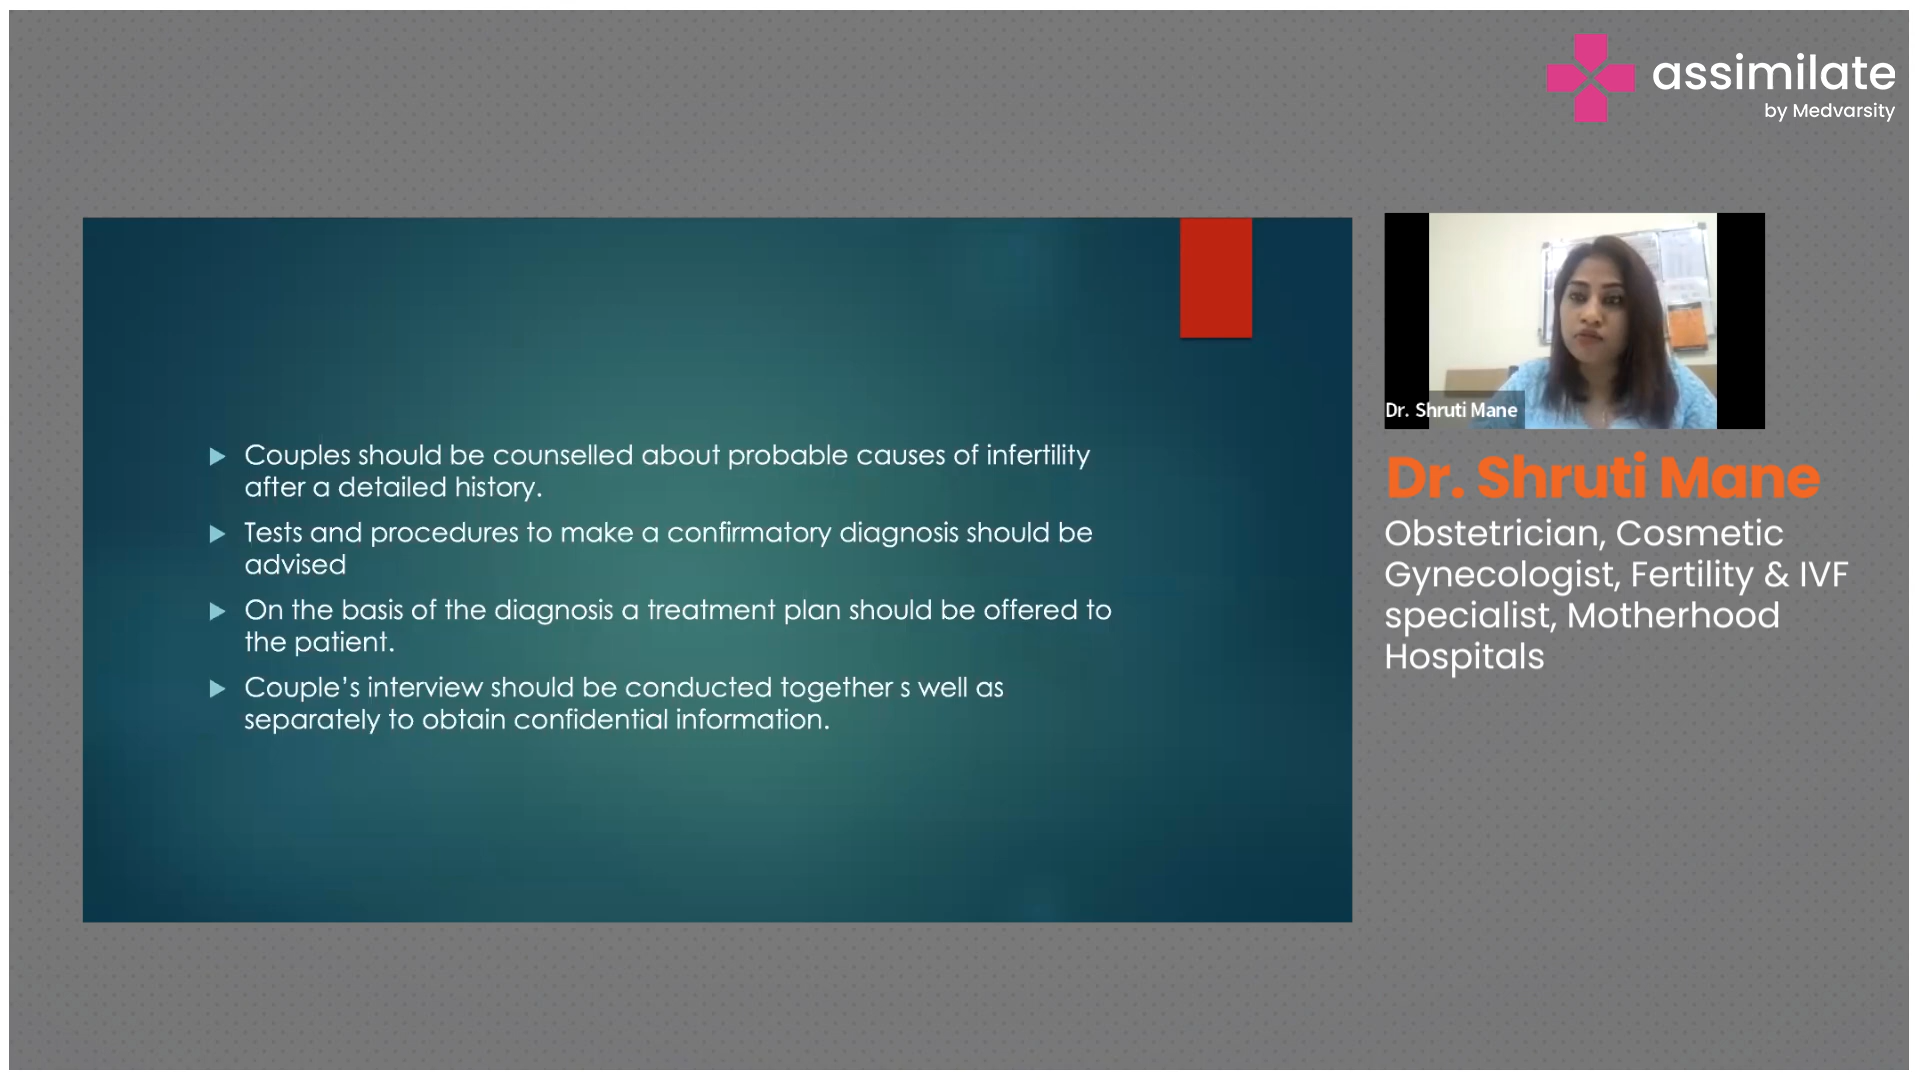 assimilate
by Medvarsity
Couples should be counselled about probable causes of infertility
after a detailed history.
Tests and procedures to make a confirmatory diagnosis should be
advised
On the basis of the diagnosis a treatment plan should be offered to
the patient.
Couple’s interview should be conducted together s well as
separately to obtain confidential information.
Dr. Shruti Mane
Dr. Shruti Mane
Obstetrician, Cosmetic
Gynecologist, Fertility & IVF
specialist, Motherhood
Hospitals